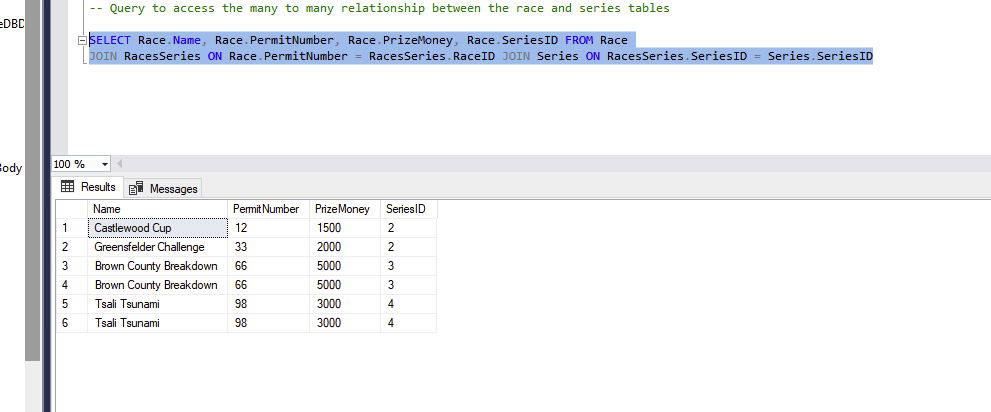 -- Query to access the many to many relationship between the race and series tables
eDBD
SELECT Race.Name, Race.PermitNumber, Race.PrizeMoney, Race.SeriesID FROM Race
JOIN RacesSeries ON Race.PermitNumber = RacesSeries.RaceID JOIN Series ON RacesSeries.SeriesID = Series.SeriesID
Body
100 %
Results Messages
Name PermitNumber PrizeMoney SeriesID
1 Castlewood Cup 12 1500 2
2 Greensfelder Challenge 33 2000 2
3 Brown County Breakdown 66 5000 3
4 Brown County Breakdown 66 5000 3
5 Tsali Tsunami 98 3000 4
6 Tsali Tsunami 98 3000 4